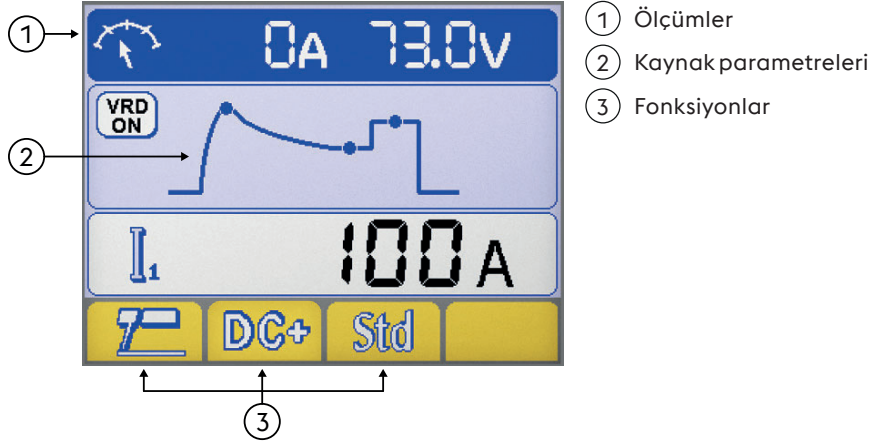 1 0A 73.0V
VRD
ON
2
I1 100A
DC+ Std
3
1 Ölçümler
2 Kaynak parametreleri
3 Fonksiyonlar